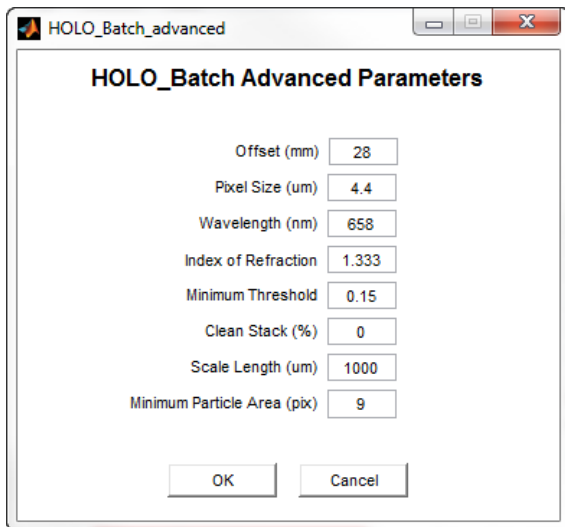 HOLO_Batch_advanced
HOLO_Batch Advanced Parameters
Offset (mm) 28
Pixel Size (um) 4.4
Wavelength (nm) 658
Index of Refraction 1.333
Minimum Threshold 0.15
Clean Stack (%) 0
Scale Length (um) 1000
Minimum Particle Area (pix) 9
OK Cancel